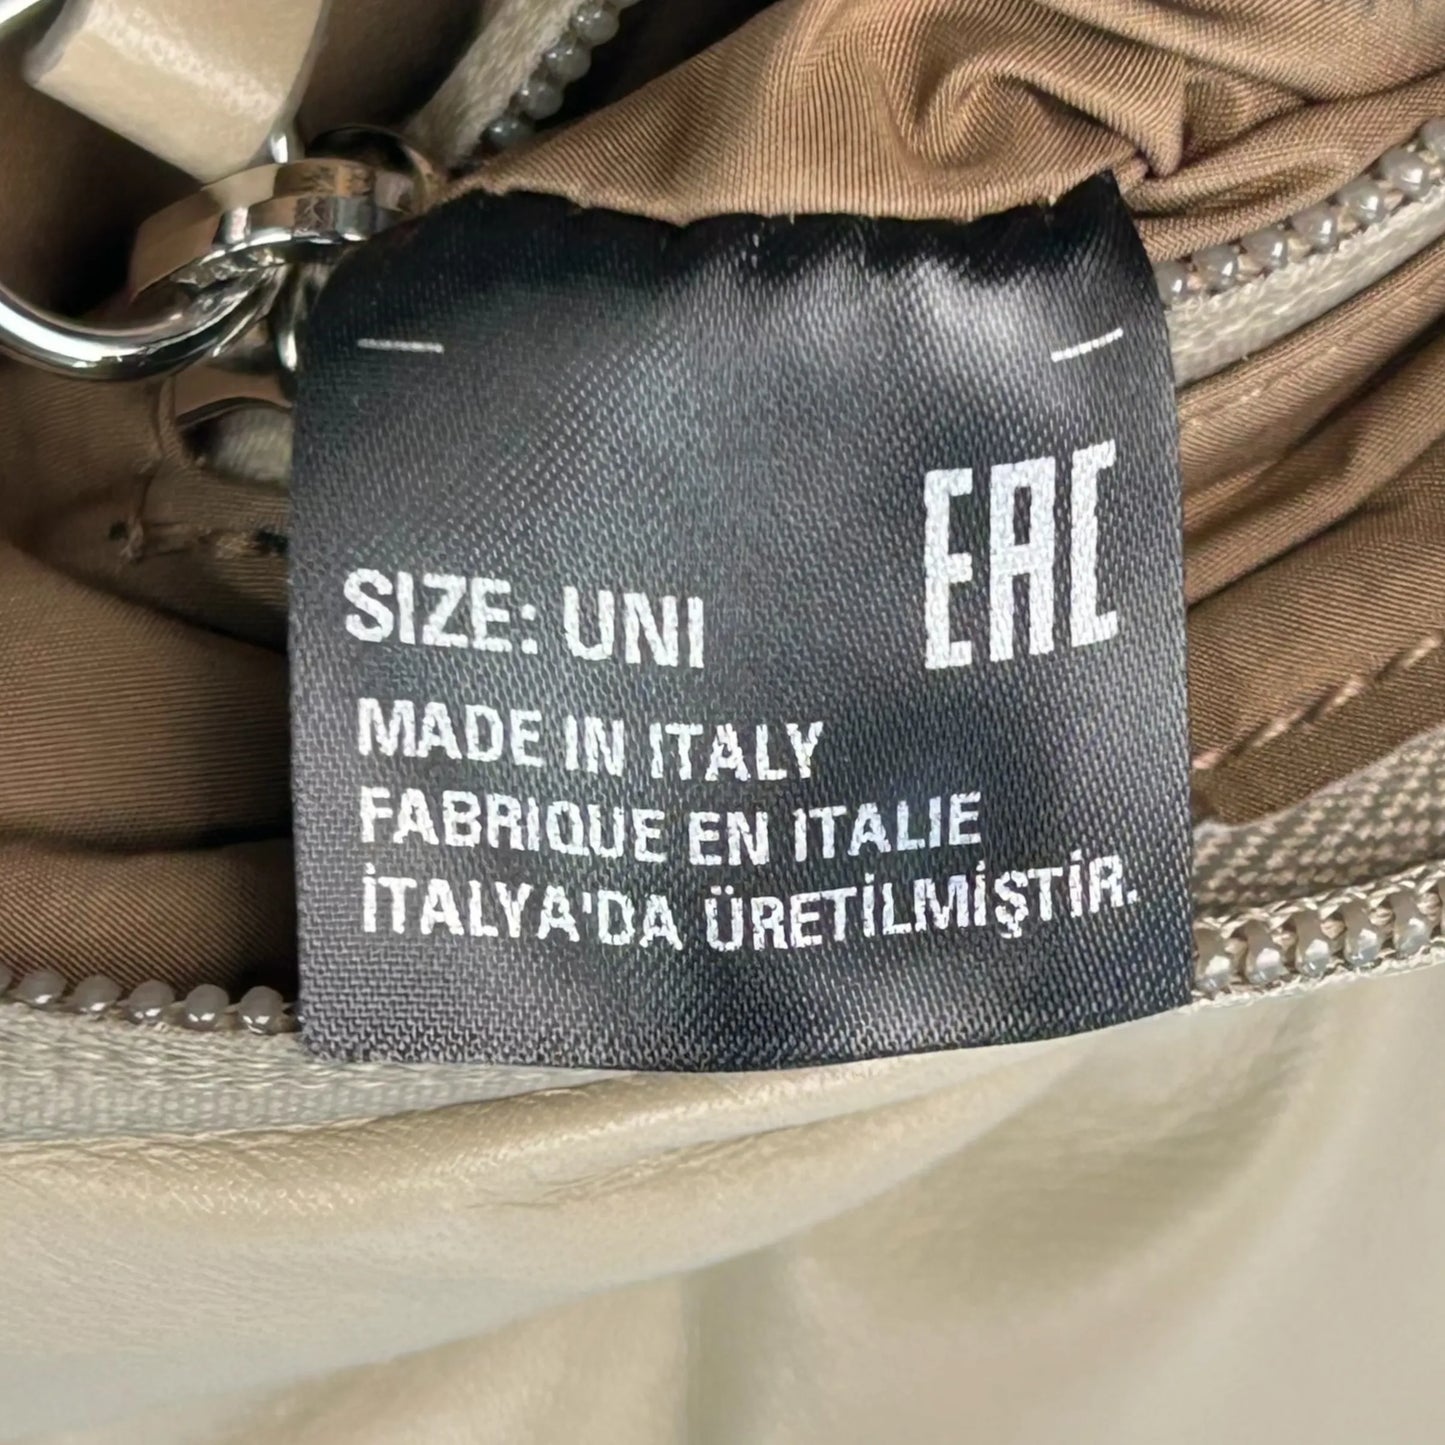 EAC
SIZE: UNI
MADE IN ITALY
FABRIQUE EN ITALIE
İTALYA'DA ÜRETİLMİŞTİR.